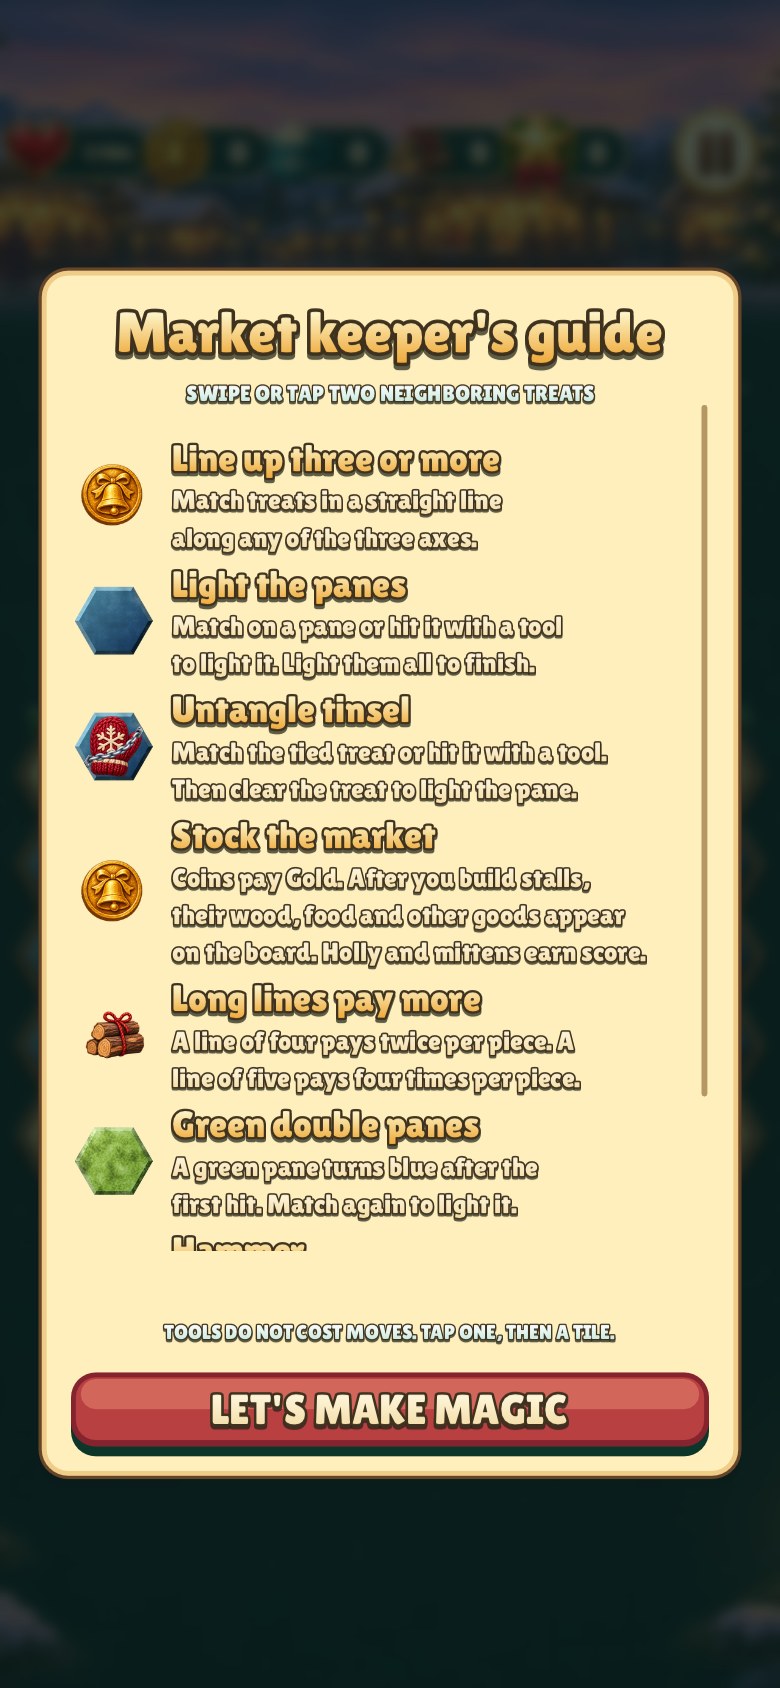 Market keeper's guide
SWIPE OR TAP TWO NEIGHBORING TREATS
Line up three or more
Match treats in a straight line
along any of the three axes.
Light the panes
Match on a pane or hit it with a tool
to light it. Light them all to finish.
Untangle tinsel
Match the tied treat or hit it with a tool.
Then clear the treat to light the pane.
Stock the market
Coins pay Gold. After you build stalls,
their wood, food and other goods appear
on the board. Holly and mittens earn score.
Long lines pay more
A line of four pays twice per piece. A
line of five pays four times per piece.
Green double panes
A green pane turns blue after the
first hit. Match again to light it.
Hammer
TOOLS DO NOT COST MOVES. TAP ONE, THEN A TILE.
LET'S MAKE MAGIC